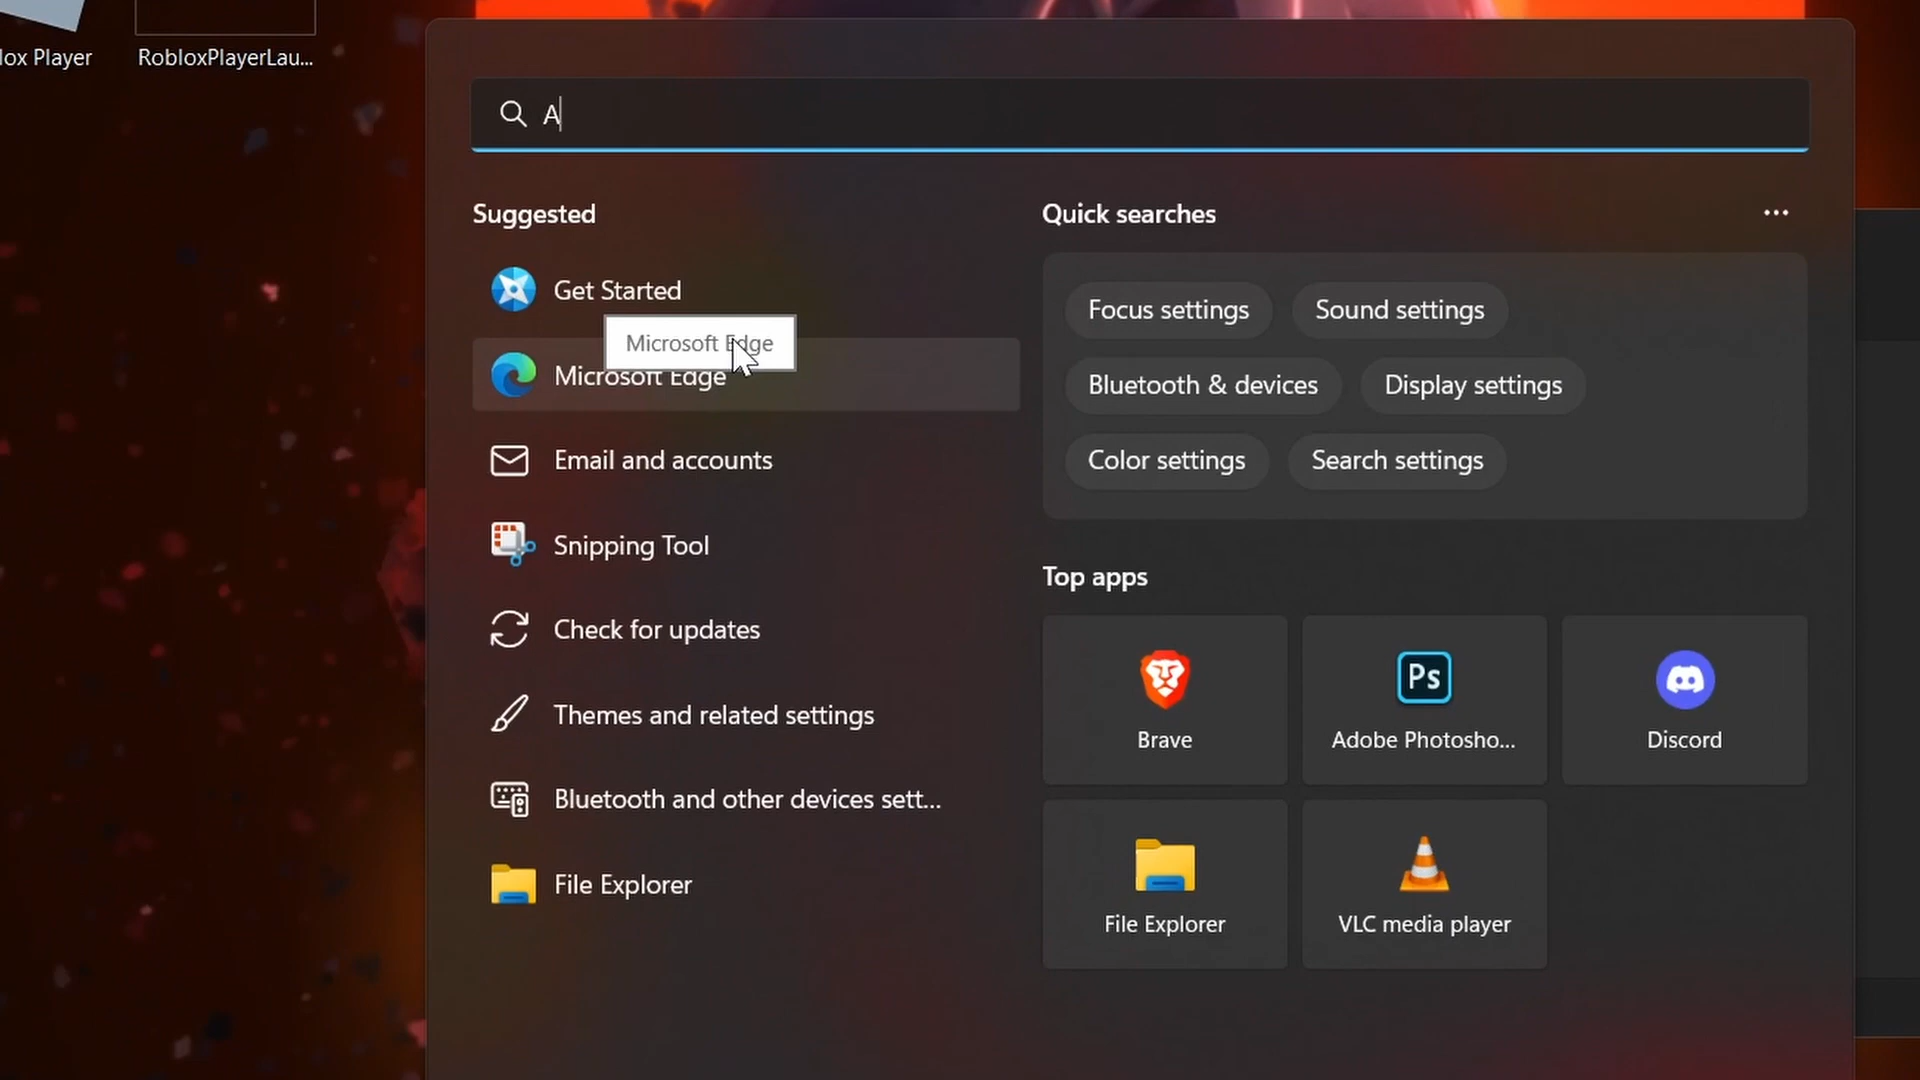 lox Player
RobloxPlayerLau...
A
Suggested
Quick searches
Get Started
Microsoft Edge
Microsoft Edge
Email and accounts
Snipping Tool
Check for updates
Themes and related settings
Bluetooth and other devices sett...
File Explorer
Focus settings
Sound settings
Bluetooth & devices
Display settings
Color settings
Search settings
Top apps
Ps
Brave
Adobe Photosho...
Discord
File Explorer
VLC media player